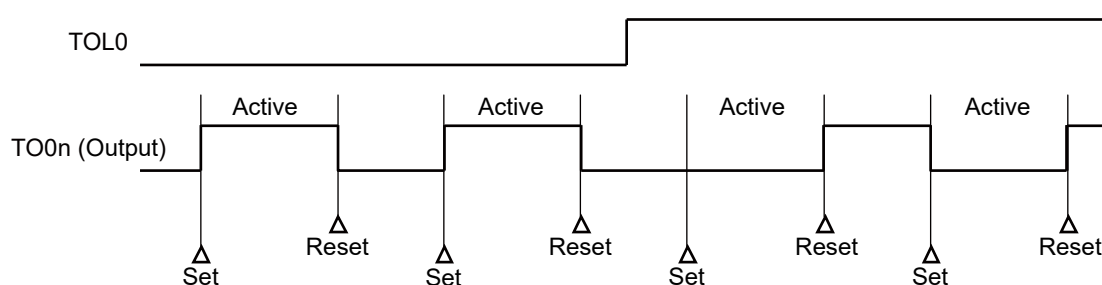 TOL0
Active Active Active Active
TO0n (Output)
Reset Reset Reset Reset
Set Set Set Set